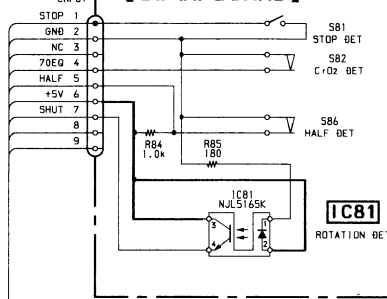 STOP 1
GND 2
NC 3
70EQ 4
HALF 5
+5V 6
SHUT 7
8
9
S81
STOP DET
S82
CrO2 DET
S86
HALF DET
R84
1.0k
R85
180
IC81
NJL5165K
3
4
1
2
IC81
ROTATION DET